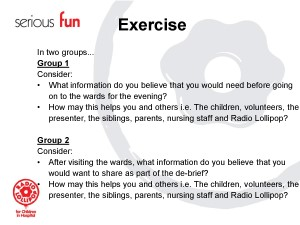 serious fun
Exercise
In two groups...
Group 1
Consider:
• What information do you believe that you would need before going
on to the wards for the evening?
• How may this helps you and others i.e. The children, volunteers, the
presenter, the siblings, parents, nursing staff and Radio Lollipop?
Group 2
Consider:
• After visiting the wards, what information do you believe that you
would want to share as part of the de-brief?
• How may this helps you and others i.e. The children, volunteers, the
presenter, the siblings, parents, nursing staff and Radio Lollipop?
RADIO
LOLLIPOP
for Children
in Hospital